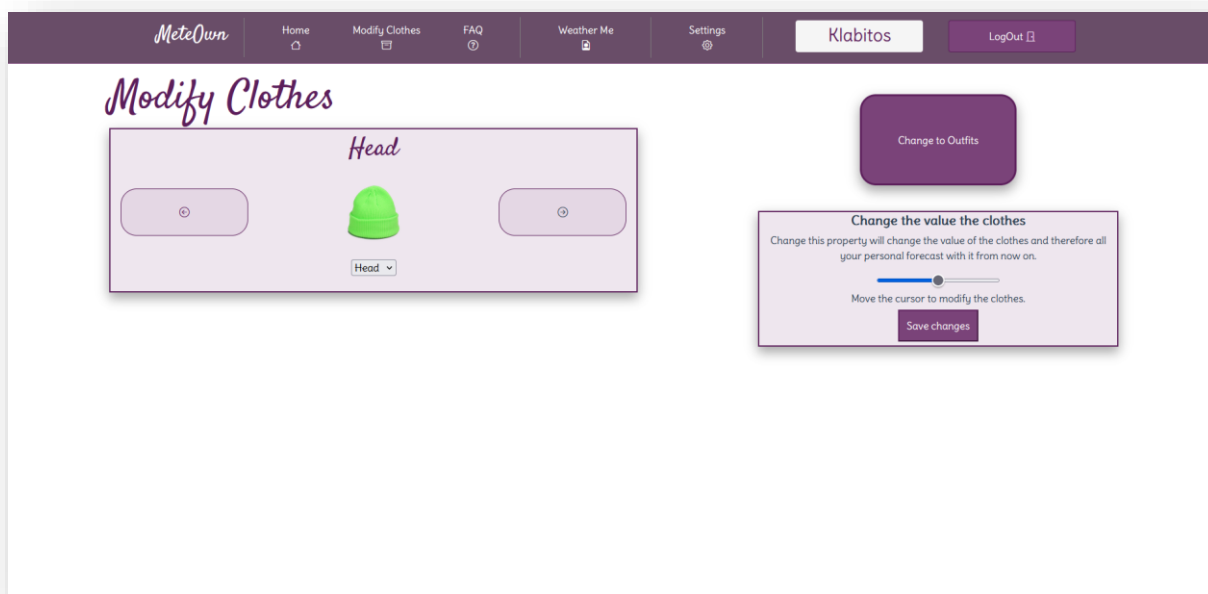 MeteOwn
Home
Modify Clothes
FAQ
Weather Me
Settings
Klabitos
LogOut
Modify Clothes
Head
Head
Change to Outfits
Change the value the clothes
Change this property will change the value of the clothes and therefore all
your personal forecast with it from now on.
Move the cursor to modify the clothes.
Save changes